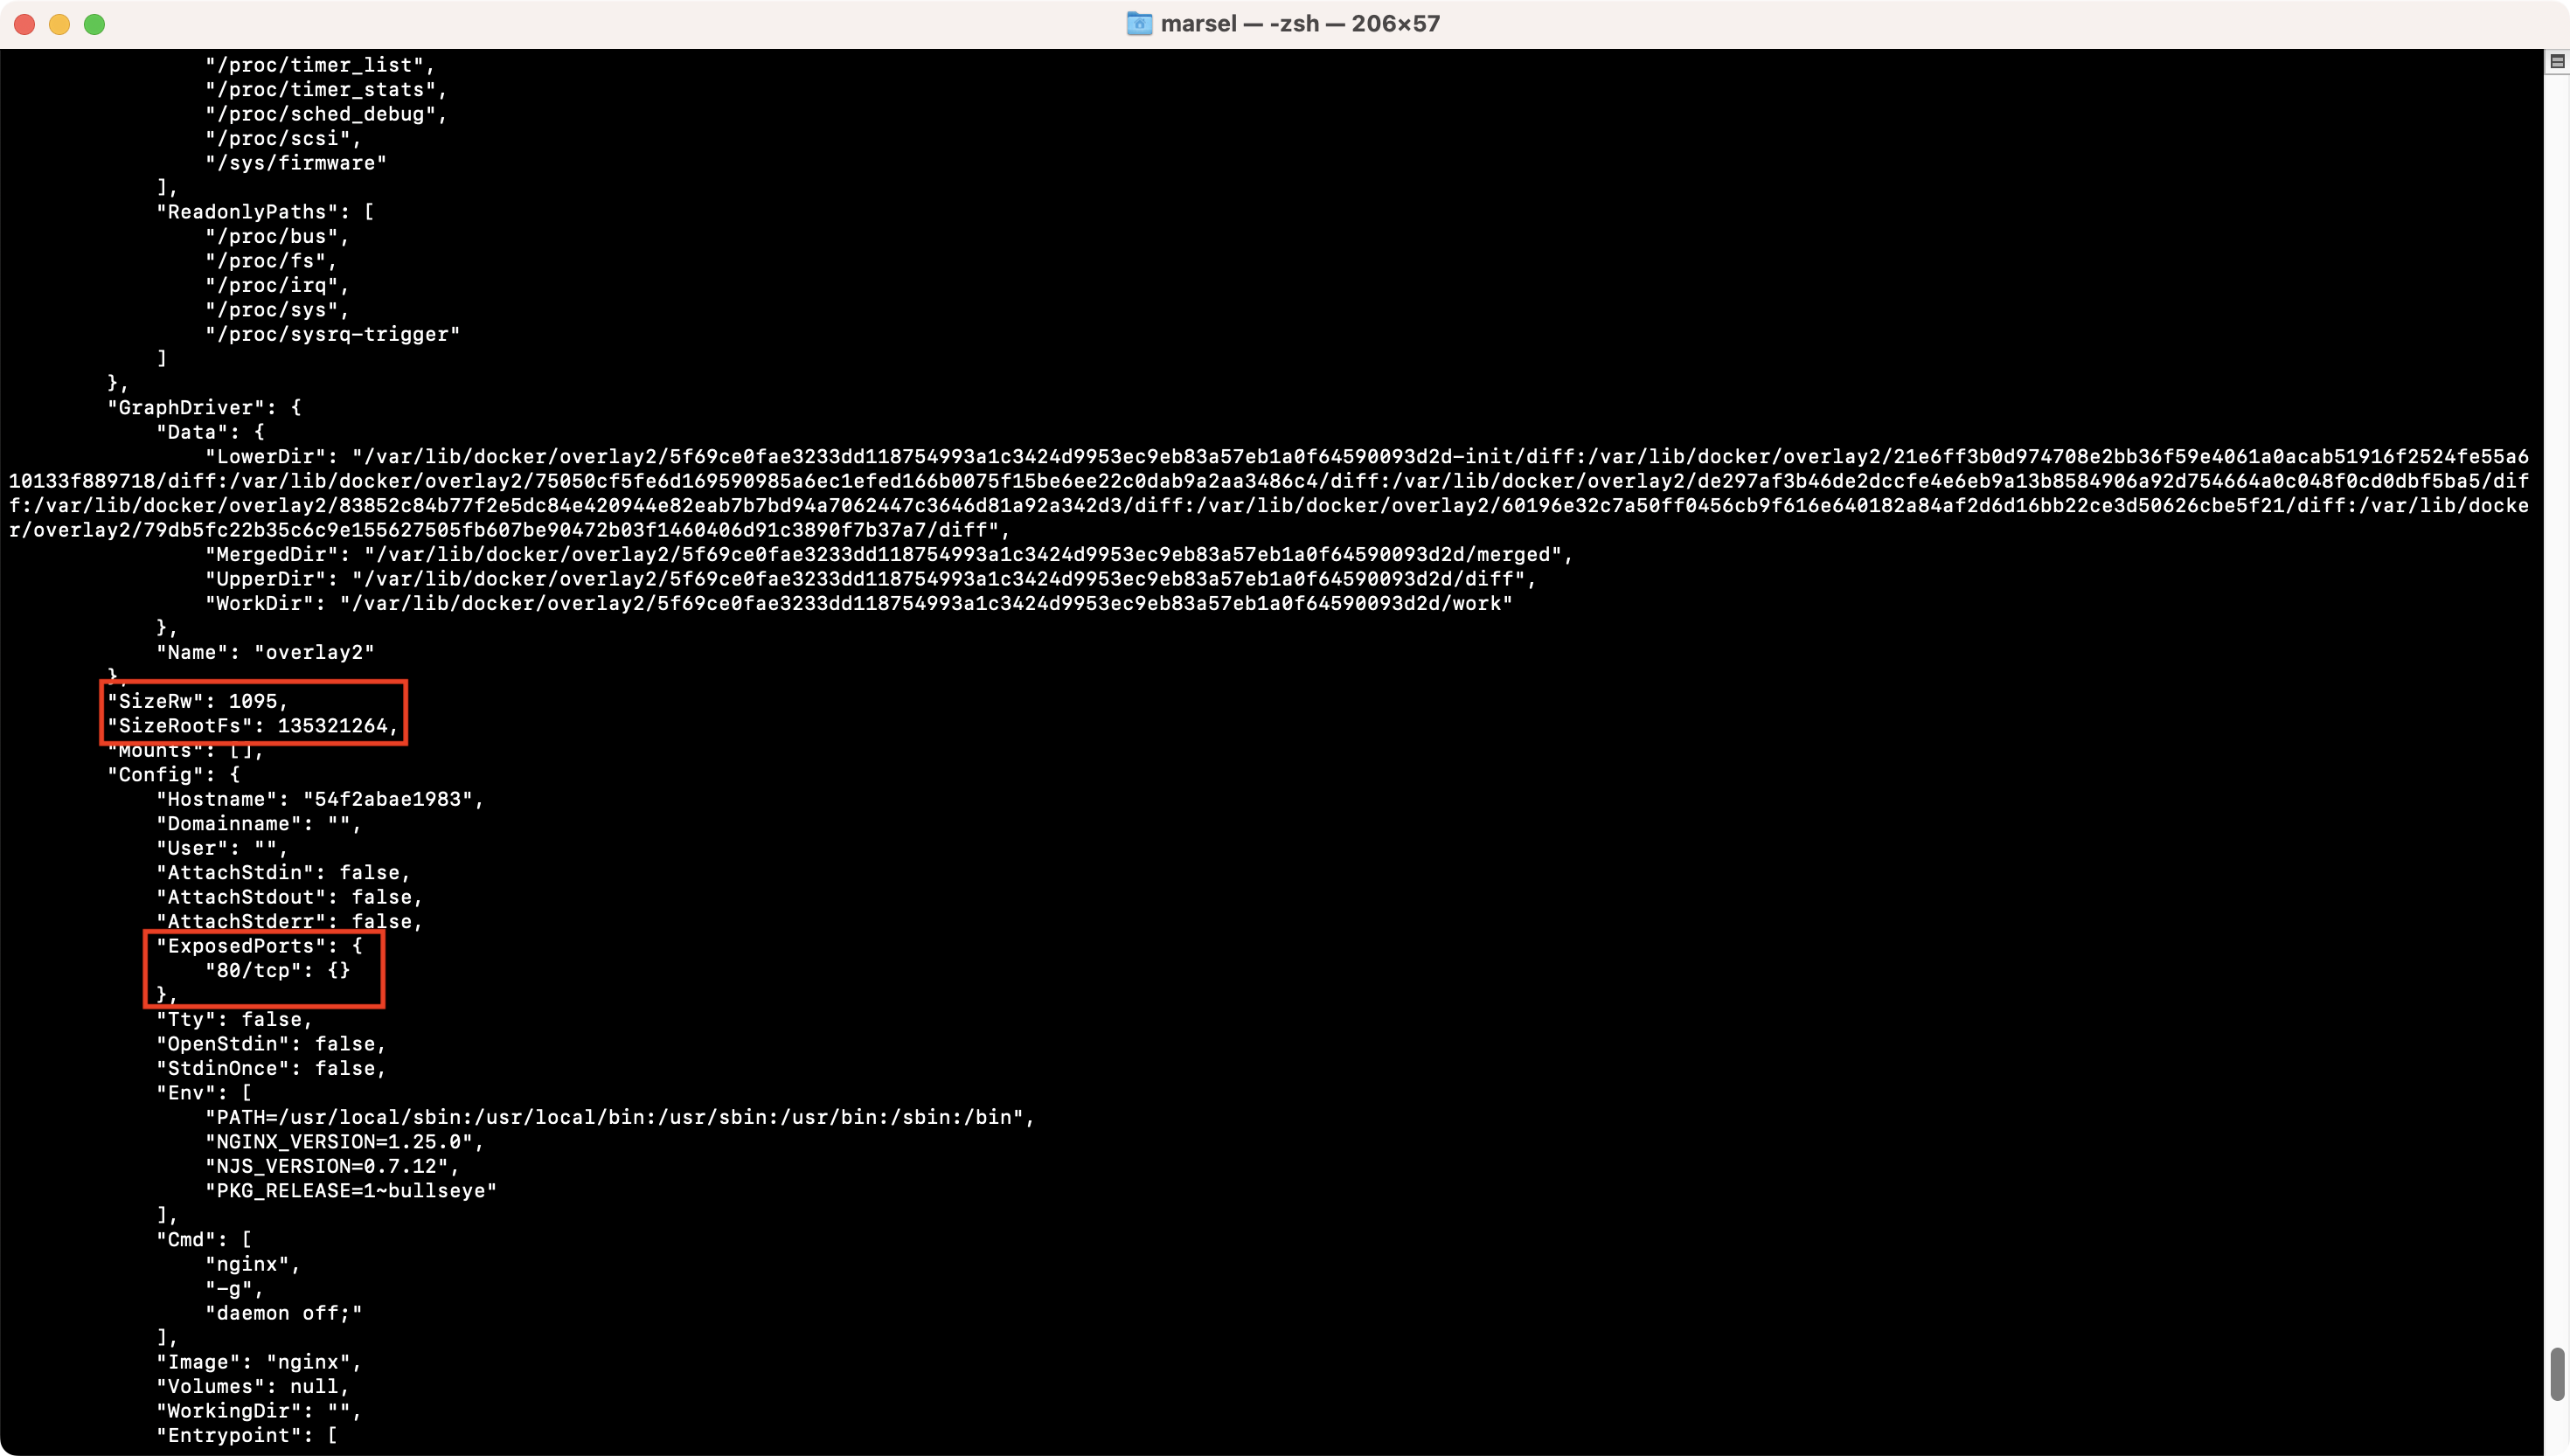 marsel — -zsh — 206×57
"/proc/timer_list",
"/proc/timer_stats",
"/proc/sched_debug",
"/proc/scsi",
"/sys/firmware"
],
"ReadonlyPaths": [
"/proc/bus",
"/proc/fs",
"/proc/irq",
"/proc/sys",
"/proc/sysrq-trigger"
]
},
"GraphDriver": {
"Data": {
"LowerDir": "/var/lib/docker/overlay2/5f69ce0fae3233dd118754993a1c3424d9953ec9eb83a57eb1a0f64590093d2d-init/diff:/var/lib/docker/overlay2/21e6ff3b0d974708e2bb36f59e4061a0acab51916f2524fe55a6
10133f889718/diff:/var/lib/docker/overlay2/75050cf5fe6d169590985a6ec1efed166b0075f15be6ee22c0dab9a2aa3486c4/diff:/var/lib/docker/overlay2/de297af3b46de2dccfe4e6eb9a13b8584906a92d754664a0c048f0cd0dbf5ba5/dif
f:/var/lib/docker/overlay2/83852c84b77f2e5dc84e420944e82eab7b7bd94a7062447c3646d81a92a342d3/diff:/var/lib/docker/overlay2/60196e32c7a50ff0456cb9f616e640182a84af2d6d16bb22ce3d50626cbe5f21/diff:/var/lib/docke
r/overlay2/79db5fc22b35c6c9e155627505fb607be90472b03f1460406d91c3890f7b37a7/diff",
"MergedDir": "/var/lib/docker/overlay2/5f69ce0fae3233dd118754993a1c3424d9953ec9eb83a57eb1a0f64590093d2d/merged",
"UpperDir": "/var/lib/docker/overlay2/5f69ce0fae3233dd118754993a1c3424d9953ec9eb83a57eb1a0f64590093d2d/diff",
"WorkDir": "/var/lib/docker/overlay2/5f69ce0fae3233dd118754993a1c3424d9953ec9eb83a57eb1a0f64590093d2d/work"
},
"Name": "overlay2"
},
"SizeRw": 1095,
"SizeRootFs": 135321264,
"Mounts": [],
"Config": {
"Hostname": "54f2abae1983",
"Domainname": "",
"User": "",
"AttachStdin": false,
"AttachStdout": false,
"AttachStderr": false,
"ExposedPorts": {
"80/tcp": {}
},
"Tty": false,
"OpenStdin": false,
"StdinOnce": false,
"Env": [
"PATH=/usr/local/sbin:/usr/local/bin:/usr/sbin:/usr/bin:/sbin:/bin",
"NGINX_VERSION=1.25.0",
"NJS_VERSION=0.7.12",
"PKG_RELEASE=1~bullseye"
],
"Cmd": [
"nginx",
"-g",
"daemon off;"
],
"Image": "nginx",
"Volumes": null,
"WorkingDir": "",
"Entrypoint": [